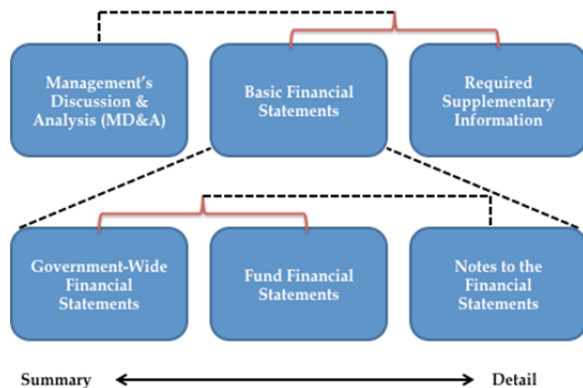 Management's
Discussion &
Analysis (MD&A)
Basic Financial
Statements
Required
Supplementary
Information
Government-Wide
Financial
Statements
Fund Financial
Statements
Notes to the
Financial
Statements
Summary
Detail